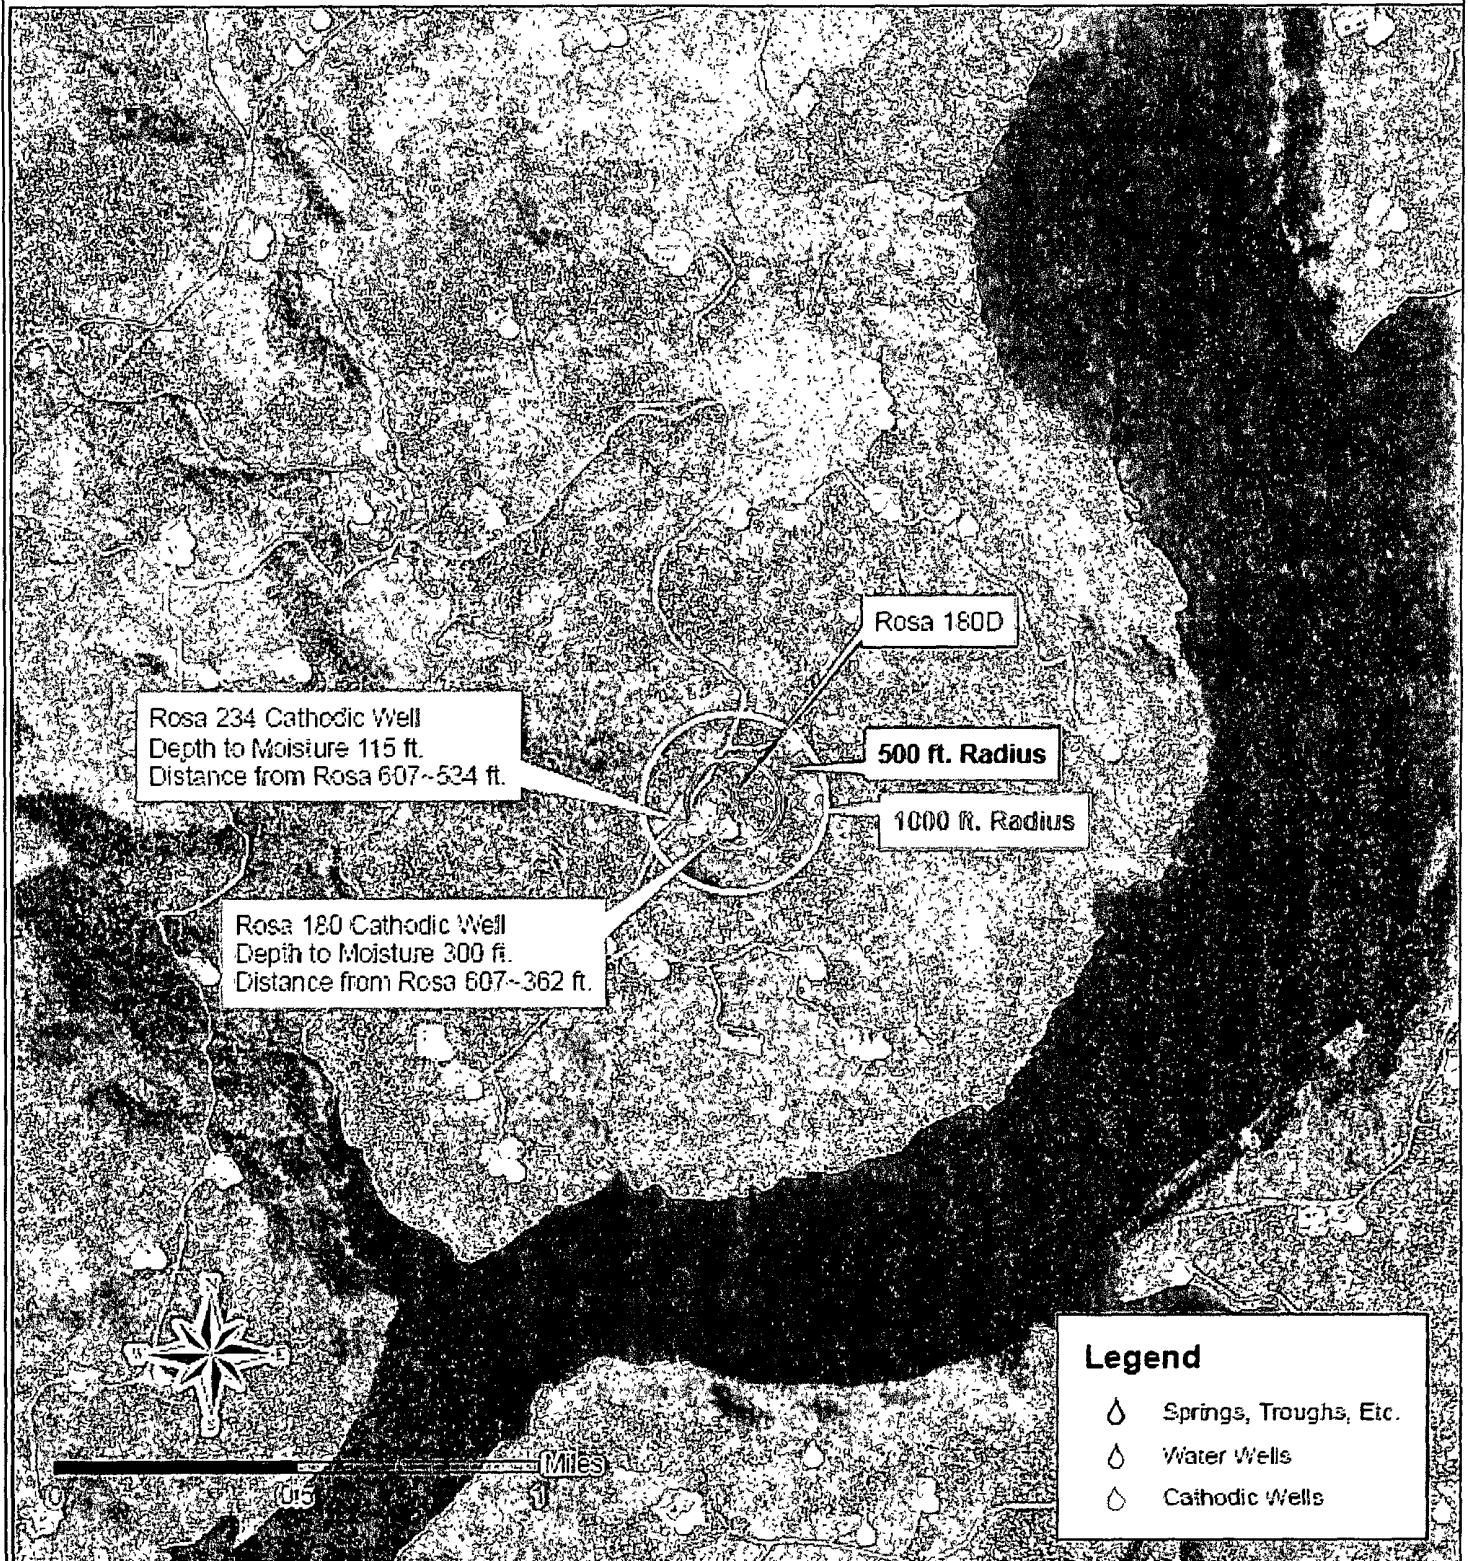 Rosa 180D
Rosa 234 Cathodic Well
Depth to Moisture 115 ft.
Distance from Rosa 607~534 ft.
500 ft. Radius
1000 ft. Radius
Rosa 180 Cathodic Well
Depth to Moisture 300 ft.
Distance from Rosa 607~362 ft.
W E
S
Miles
0 0.5 1
Legend
Springs, Troughs, Etc.
Water Wells
Cathodic Wells